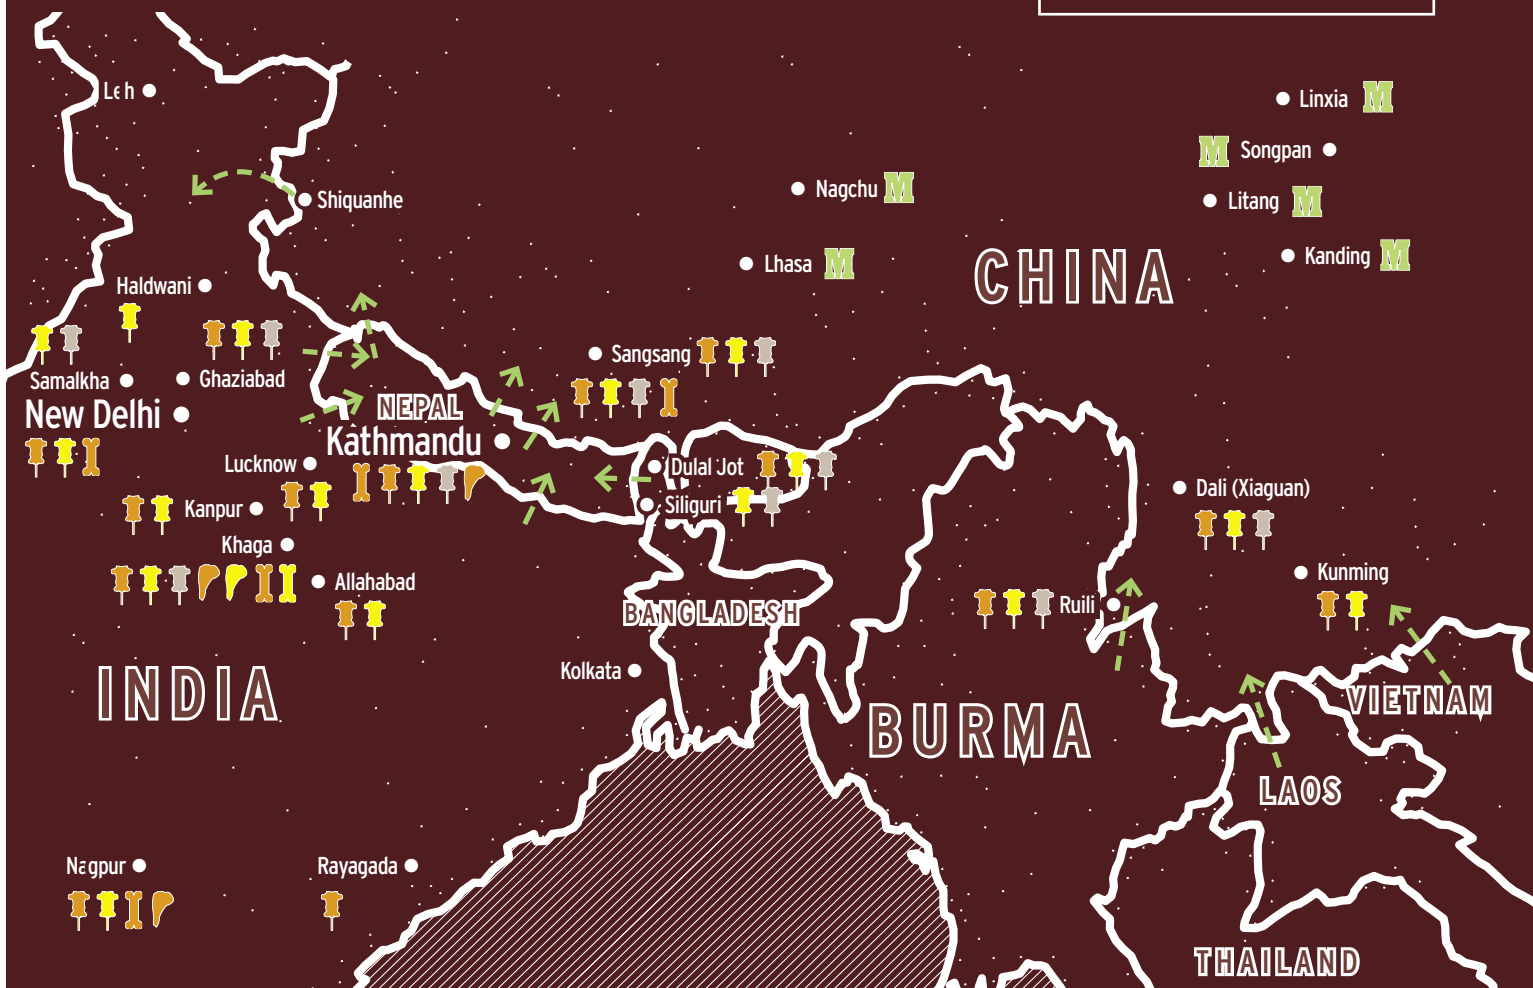 Leh
Linxia M
M Songpan
Shiquanhe
Nagchu M
Litang M
Lhasa M
CHINA
Kanding M
Haldwani
Sangsang
Samalkha
Ghaziabad
New Delhi
NEPAL
Kathmandu
Lucknow
Dulal Jot
Dali (Xiaguan)
Kanpur
Siliguri
Khaga
Allahabad
Kunming
Ruili
BANGLADESH
Kolkata
INDIA
VIETNAM
BURMA
LAOS
Nagpur
Rayagada
THAILAND